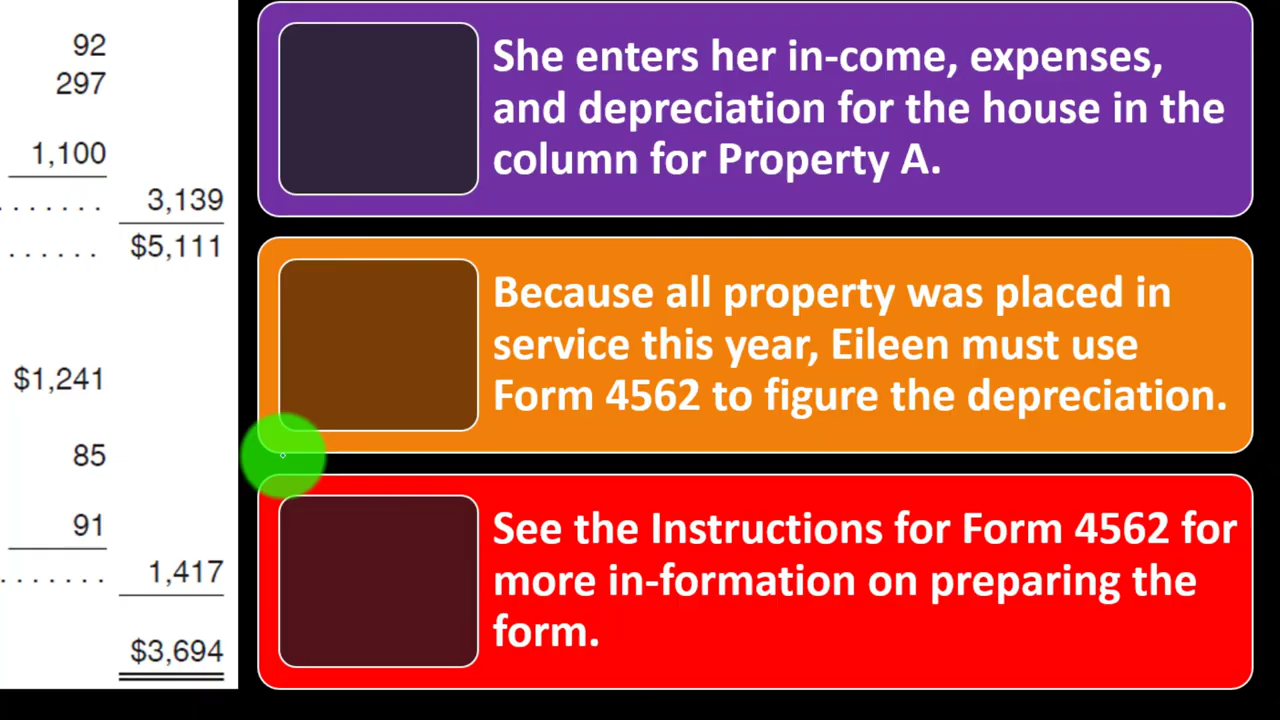 92
297
1,100
....... 3,139
...... $5,111
$1,241
85
91
....... 1,417
$3,694
She enters her in-come, expenses,
and depreciation for the house in the
column for Property A.
Because all property was placed in
service this year, Eileen must use
Form 4562 to figure the depreciation.
See the Instructions for Form 4562 for
more in-formation on preparing the
form.